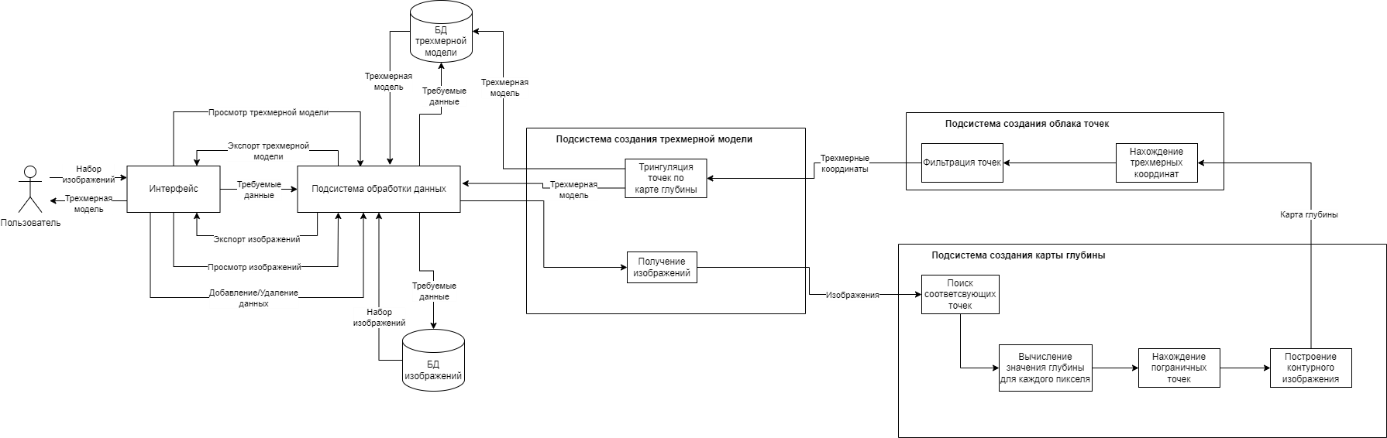 БД
трехмерной
модели
Трехмерная
модель
Требуемые
данные
Трехмерная
модель
Просмотр трехмерной модели
Экспорт трехмерной
модели
Набор
изображений
Трехмерная
модель
Пользователь
Интерфейс
Требуемые
данные
Подсистема обработки данных
Экспорт изображений
Просмотр изображений
Добавление/Удаление
данных
Требуемые
данные
Набор
изображений
БД
изображений
Подсистема создания трехмерной модели
Трингуляция
точек по
карте глубины
Трехмерная
модель
Получение
изображений
Трехмерные
координаты
Подсистема создания облака точек
Фильтрация точек
Нахождение
трехмерных
координат
Карта глубины
Изображения
Подсистема создания карты глубины
Поиск
соответсвующих
точек
Вычисление
значения глубины
для каждого пикселя
Нахождение
пограничных
точек
Построение
контурного
изображения